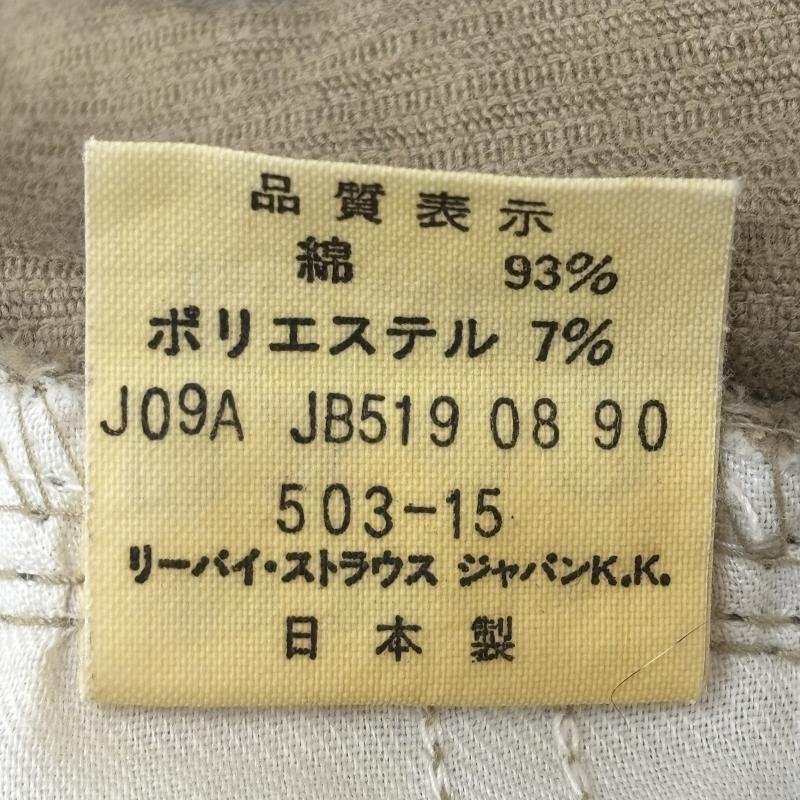 品質表示
綿 93%
ポリエステル 7%
J09A JB519 08 90
503-15
リーバイ・ストラウス ジャパンK.K.
日本製